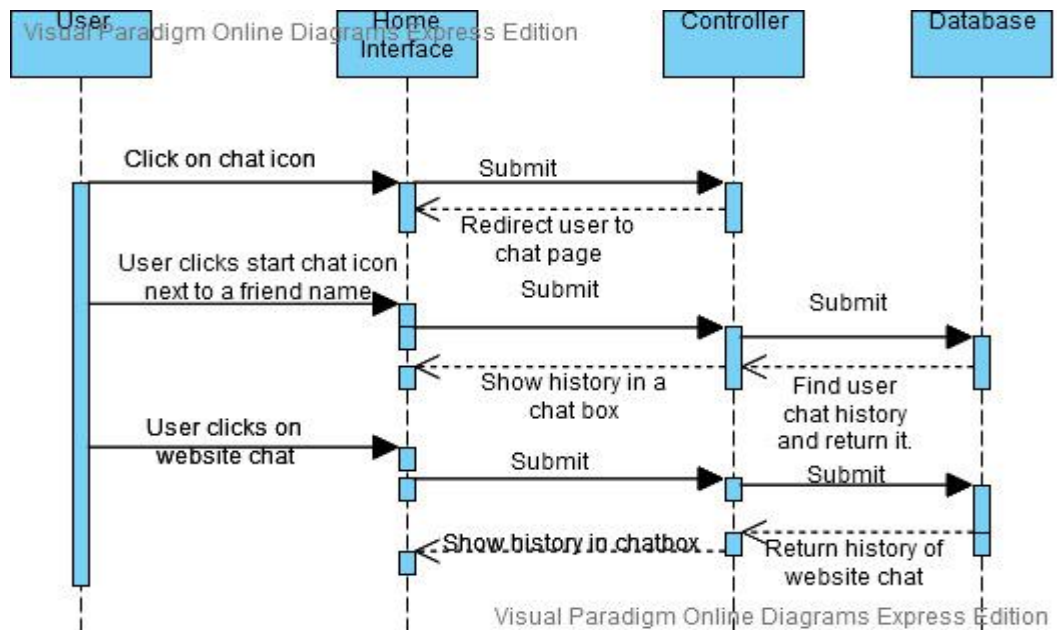 User
Home
Interface
Controller
Database
Visual Paradigm Online Diagrams Express Edition
Click on chat icon
Submit
Redirect user to
chat page
User clicks start chat icon
next to a friend name
Submit
Submit
Show history in a
chat box
Find user
chat history
and return it.
User clicks on
website chat
Submit
Submit
Show history in chatbox
Return history of
website chat
Visual Paradigm Online Diagrams Express Edition